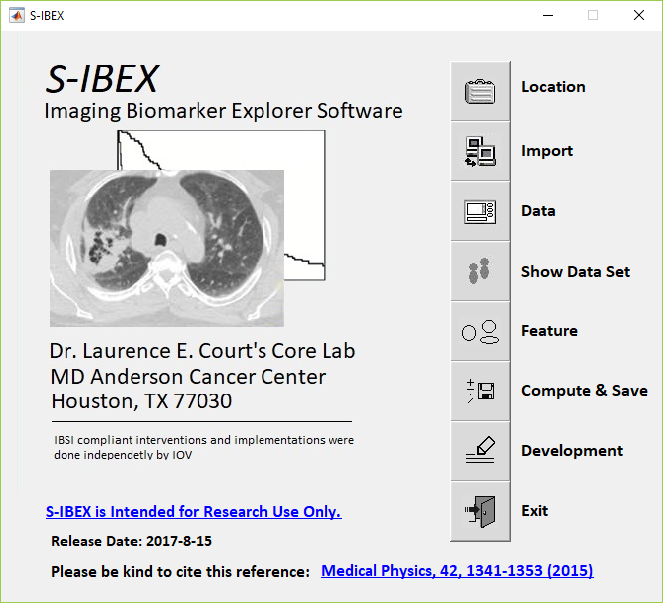 S-IBEX
S-IBEX
Imaging Biomarker Explorer Software
Location
Import
Data
Show Data Set
Feature
Compute & Save
Development
Exit
Dr. Laurence E. Court's Core Lab
MD Anderson Cancer Center
Houston, TX 77030
IBSI compliant interventions and implementations were
done indepencetly by IOV
S-IBEX is Intended for Research Use Only.
Release Date: 2017-8-15
Please be kind to cite this reference: Medical Physics, 42, 1341-1353 (2015)